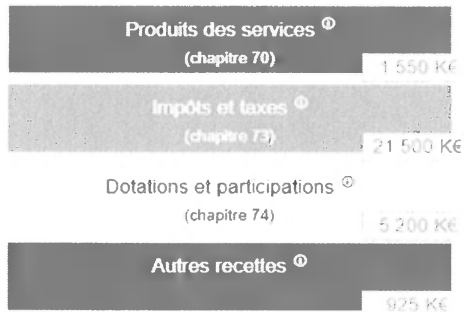 Produits des services ⓘ
(chapitre 70)
1 550 K€
Impôts et taxes ⓘ
(chapitre 73)
21 500 K€
Dotations et participations ⓘ
(chapitre 74)
5 200 K€
Autres recettes ⓘ
925 K€